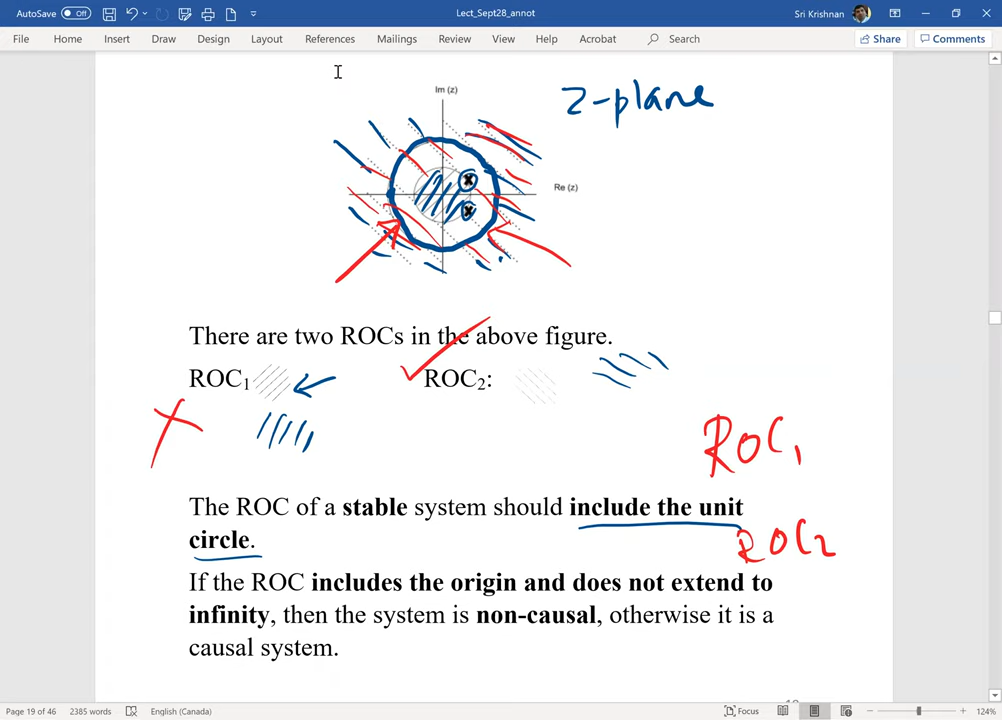 AutoSave Off Lect_Sept28_annot Sri Krishnan
File Home Insert Draw Design Layout References Mailings Review View Help Acrobat Search Share Comments
Im (z)
z-plane
x
Re (z)
x
There are two ROCs in the above figure.
ROC1 ROC2:
ROC1
The ROC of a stable system should include the unit
circle.
ROC2
If the ROC includes the origin and does not extend to
infinity, then the system is non-causal, otherwise it is a
causal system.
Page 19 of 46 2385 words English (Canada) Focus 124%